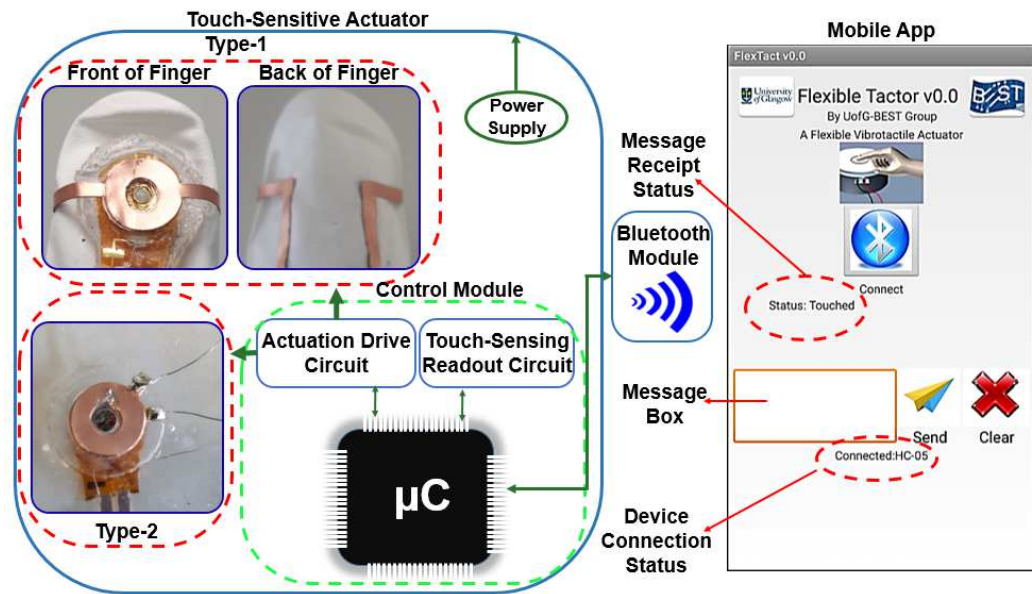 Touch-Sensitive Actuator
Type-1
Front of Finger
Back of Finger
Power
Supply
Control Module
Actuation Drive
Circuit
Touch-Sensing
Readout Circuit
µC
Type-2
Bluetooth
Module
Message
Receipt
Status
Message
Box
Device
Connection
Status
Mobile App
FlexTact v0.0
University
of Glasgow
Flexible Tactor v0.0
BEST
By UofG-BEST Group
A Flexible Vibrotactile Actuator
Connect
Status: Touched
Send
Clear
Connected:HC-05